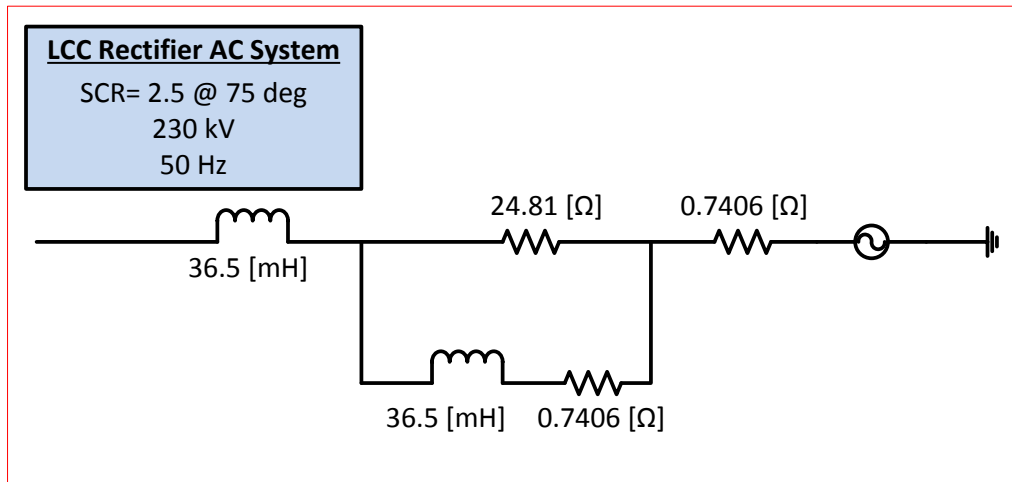 LCC Rectifier AC System
SCR= 2.5 @ 75 deg
230 kV
50 Hz
24.81 [Ω]
0.7406 [Ω]
36.5 [mH]
36.5 [mH]
0.7406 [Ω]